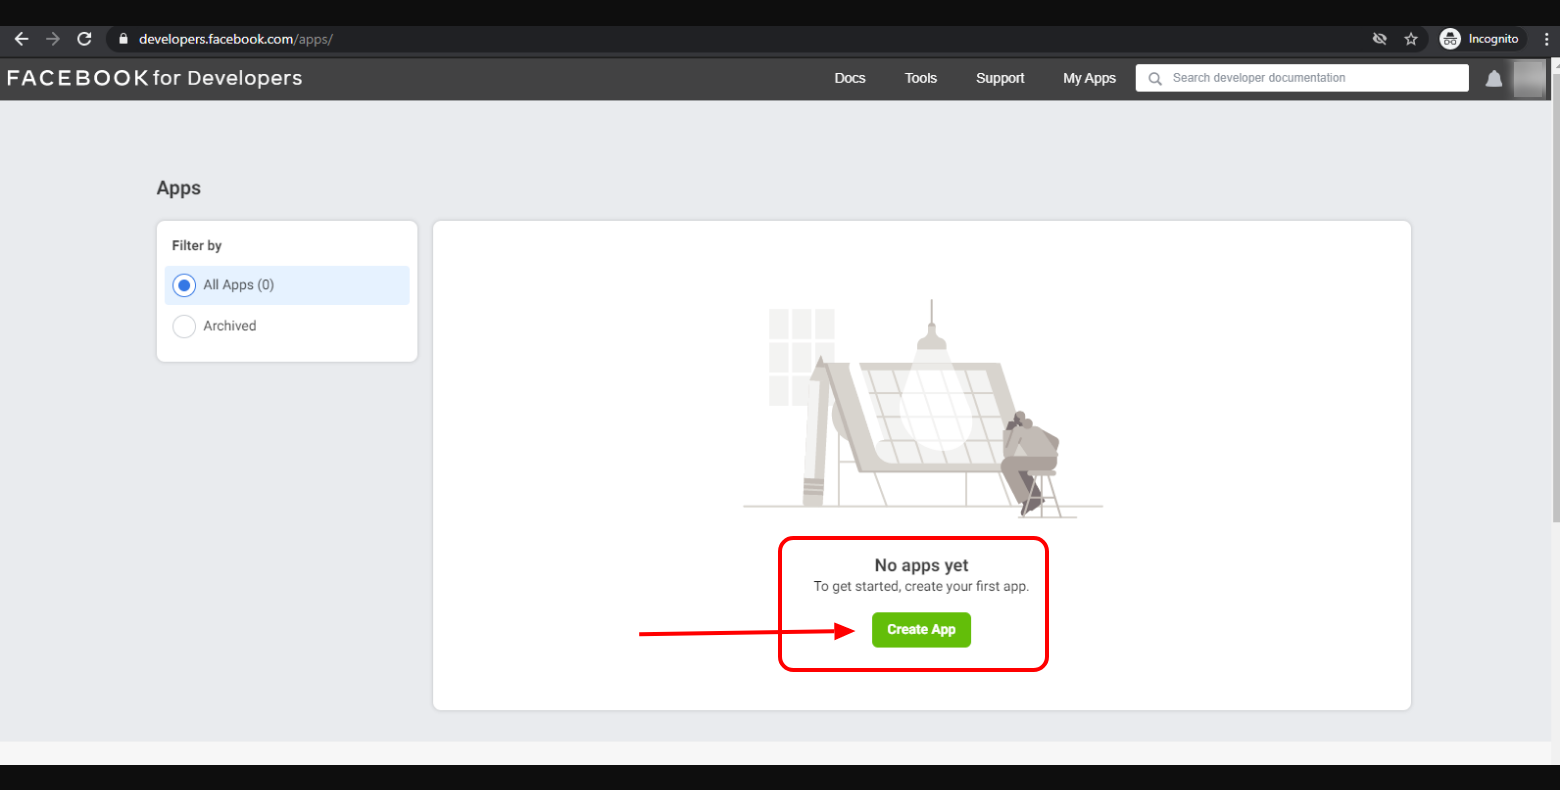 developers.facebook.com/apps/
Incognito
FACEBOOK for Developers
Docs
Tools
Support
My Apps
Search developer documentation
Apps
Filter by
All Apps (0)
Archived
No apps yet
To get started, create your first app.
Create App